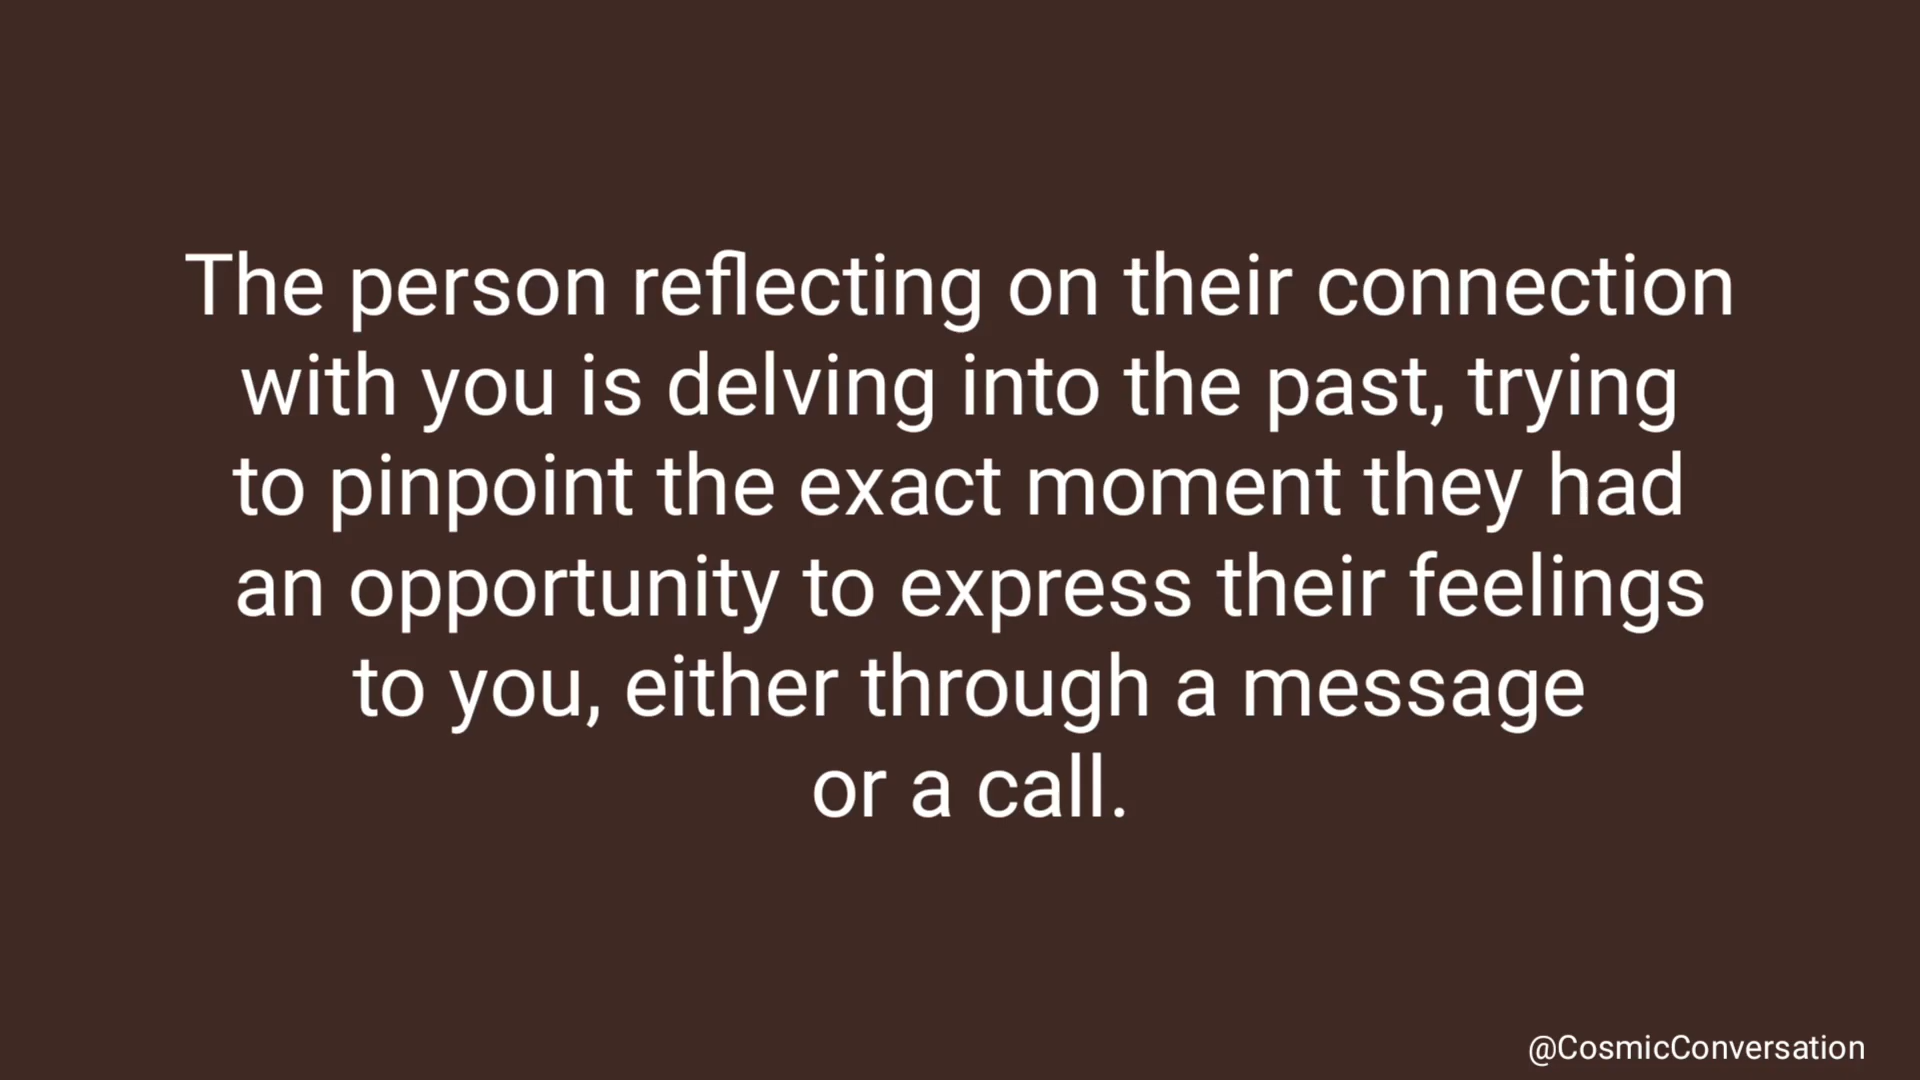 The person reflecting on their connection
with you is delving into the past, trying
to pinpoint the exact moment they had
an opportunity to express their feelings
to you, either through a message
or a call.
@CosmicConversation